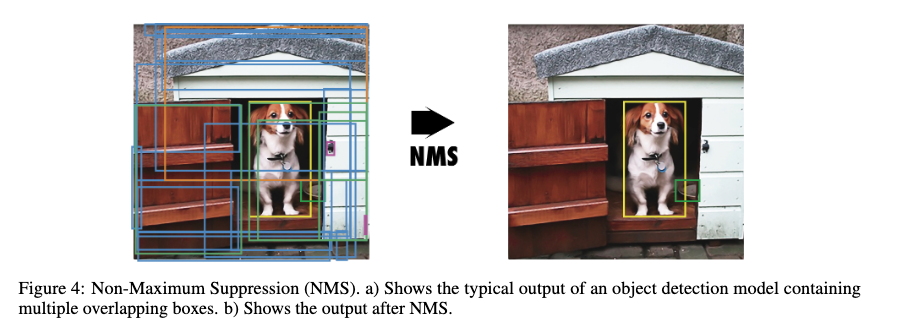 NMS
Figure 4: Non-Maximum Suppression (NMS). a) Shows the typical output of an object detection model containing
multiple overlapping boxes. b) Shows the output after NMS.